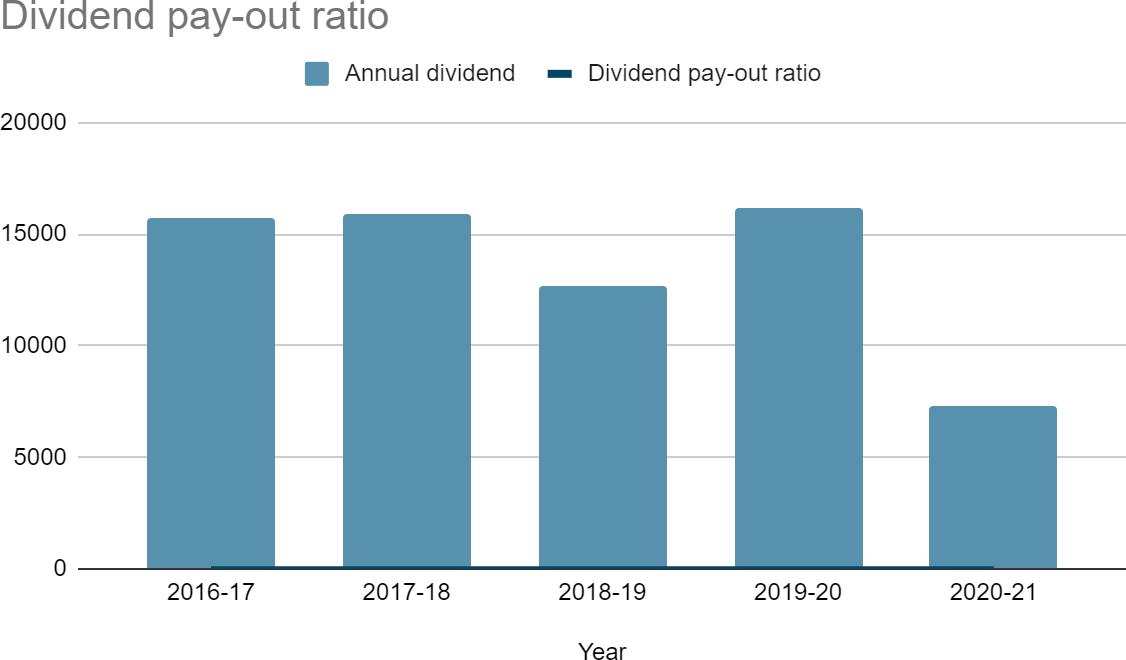 Dividend pay-out ratio
Annual dividend Dividend pay-out ratio
20000
15000
10000
5000
0
2016-17 2017-18 2018-19 2019-20 2020-21
Year